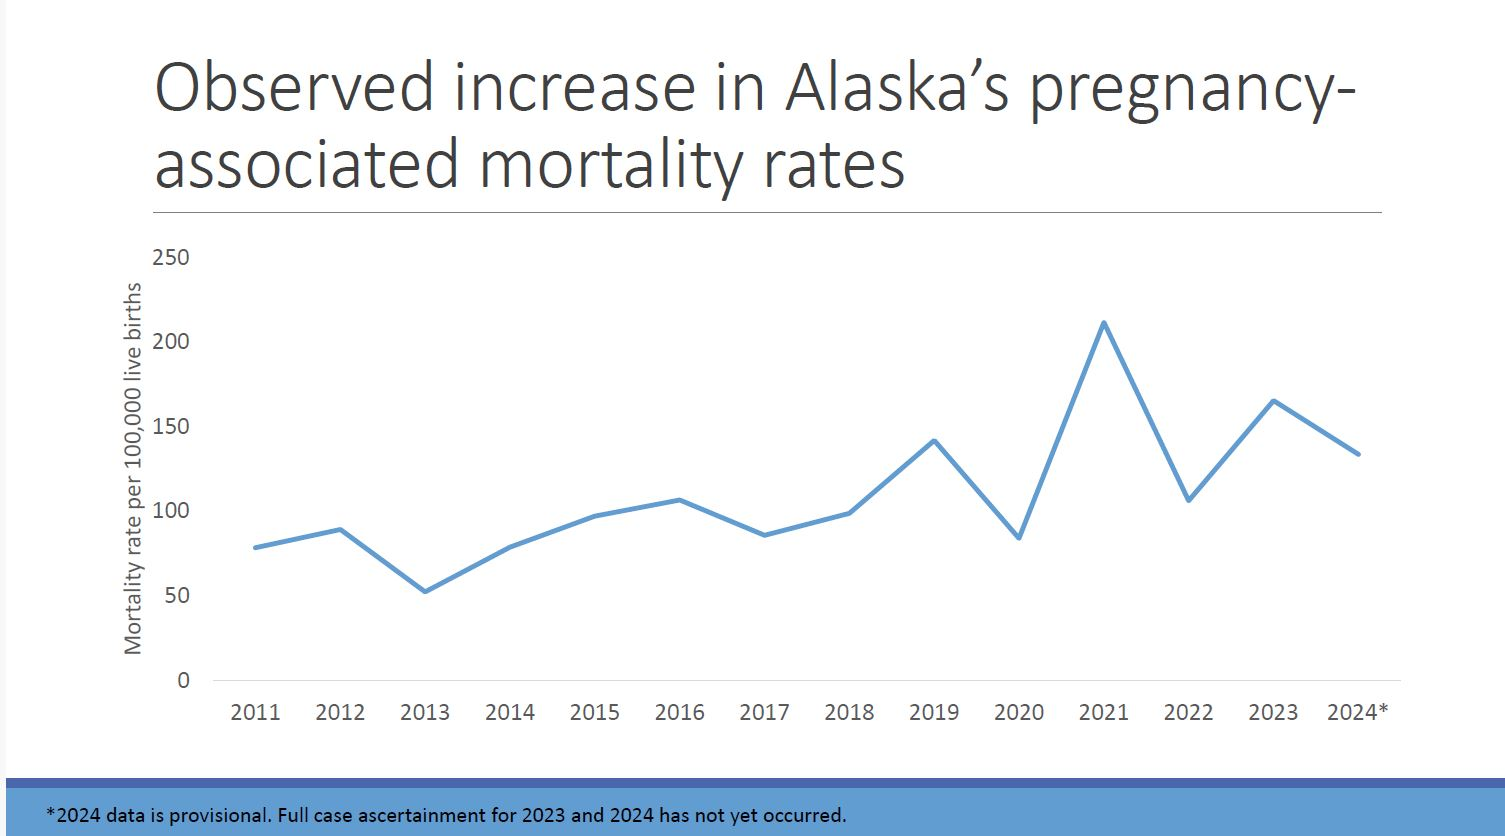 Observed increase in Alaska’s pregnancy-
associated mortality rates
250
200
150
100
50
0
Mortality rate per 100,000 live births
2011 2012 2013 2014 2015 2016 2017 2018 2019 2020 2021 2022 2023 2024*
*2024 data is provisional. Full case ascertainment for 2023 and 2024 has not yet occurred.